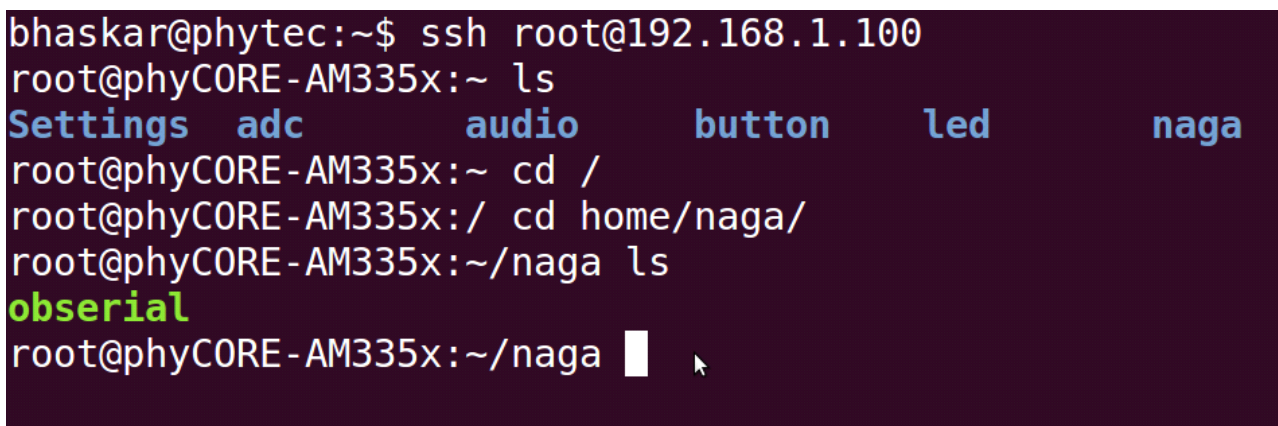 bhaskar@phytec:~$ ssh root@192.168.1.100
root@phyCORE-AM335x:~ ls
Settings  adc       audio     button    led       naga
root@phyCORE-AM335x:~ cd /
root@phyCORE-AM335x:/ cd home/naga/
root@phyCORE-AM335x:~/naga ls
obserial
root@phyCORE-AM335x:~/naga